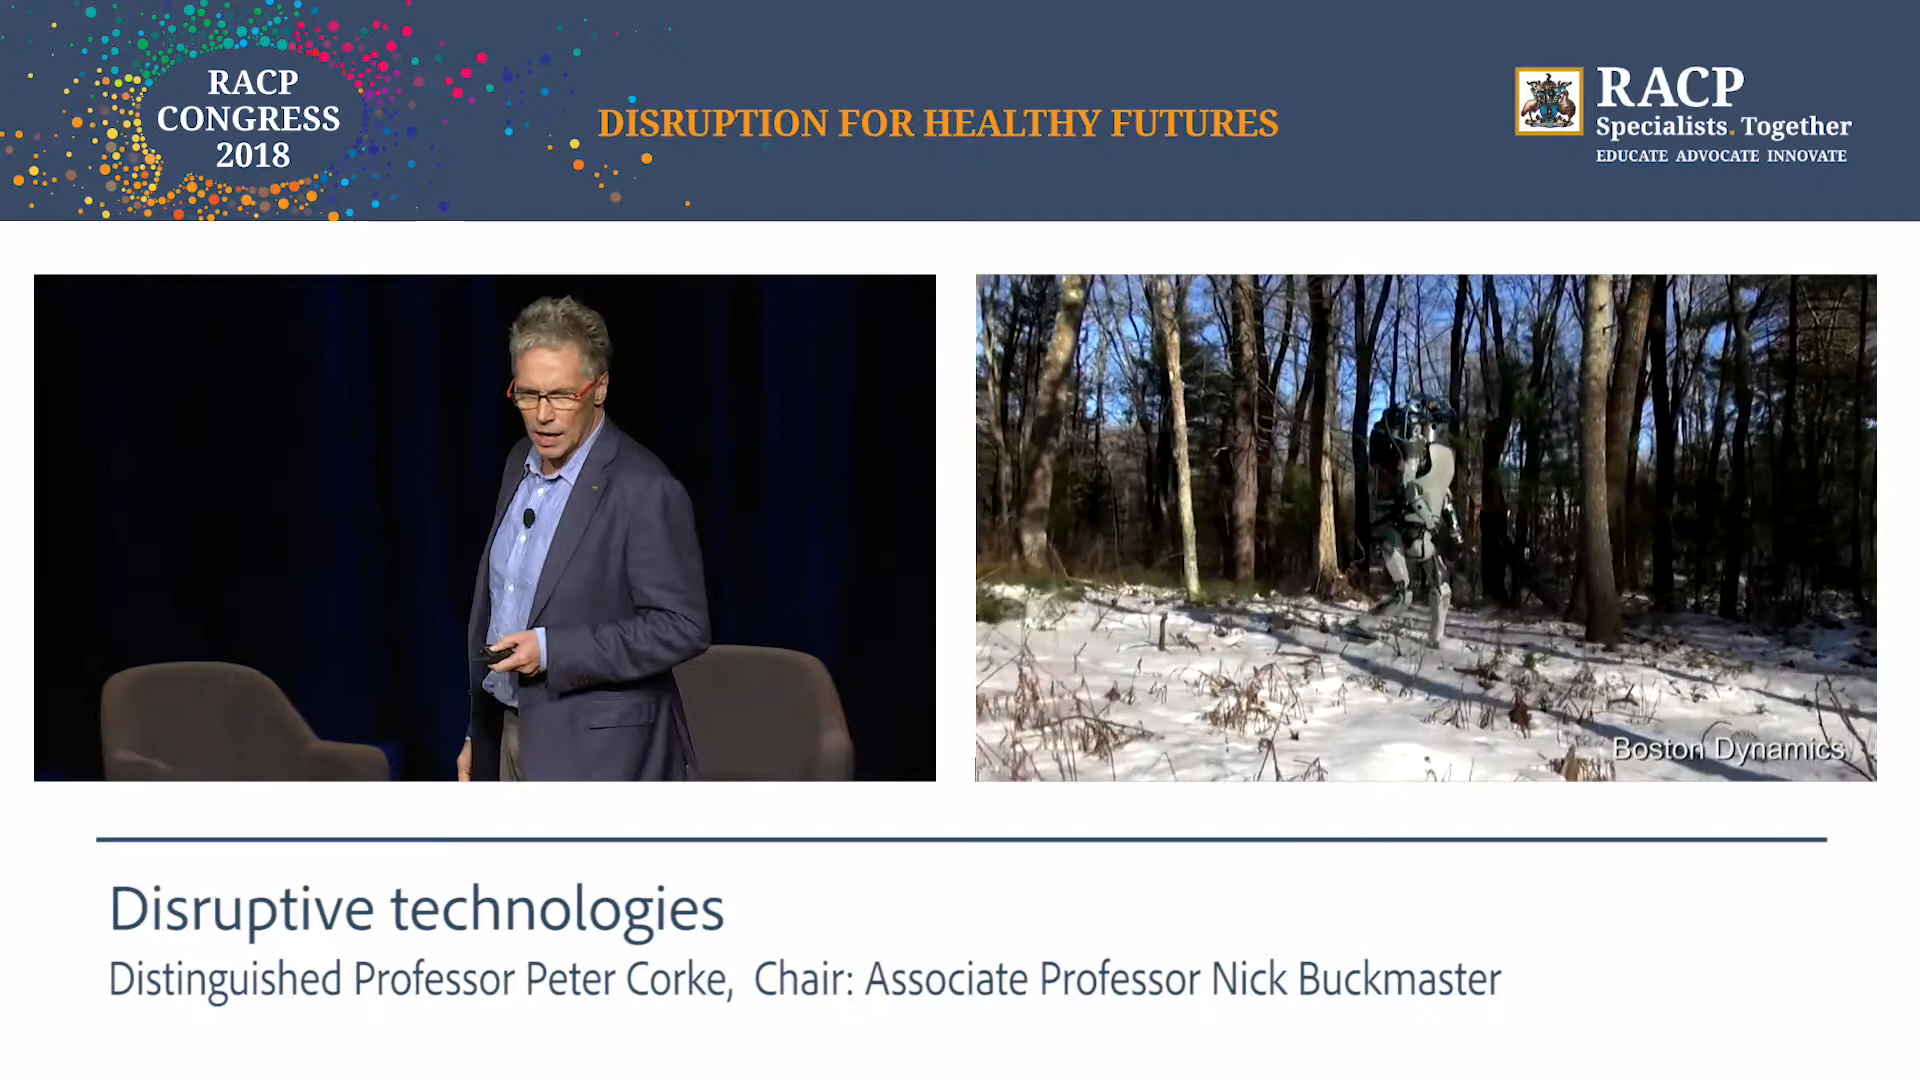 RACP
CONGRESS
2018
DISRUPTION FOR HEALTHY FUTURES
RACP
Specialists. Together
EDUCATE ADVOCATE INNOVATE
Boston Dynamics
Disruptive technologies
Distinguished Professor Peter Corke, Chair: Associate Professor Nick Buckmaster